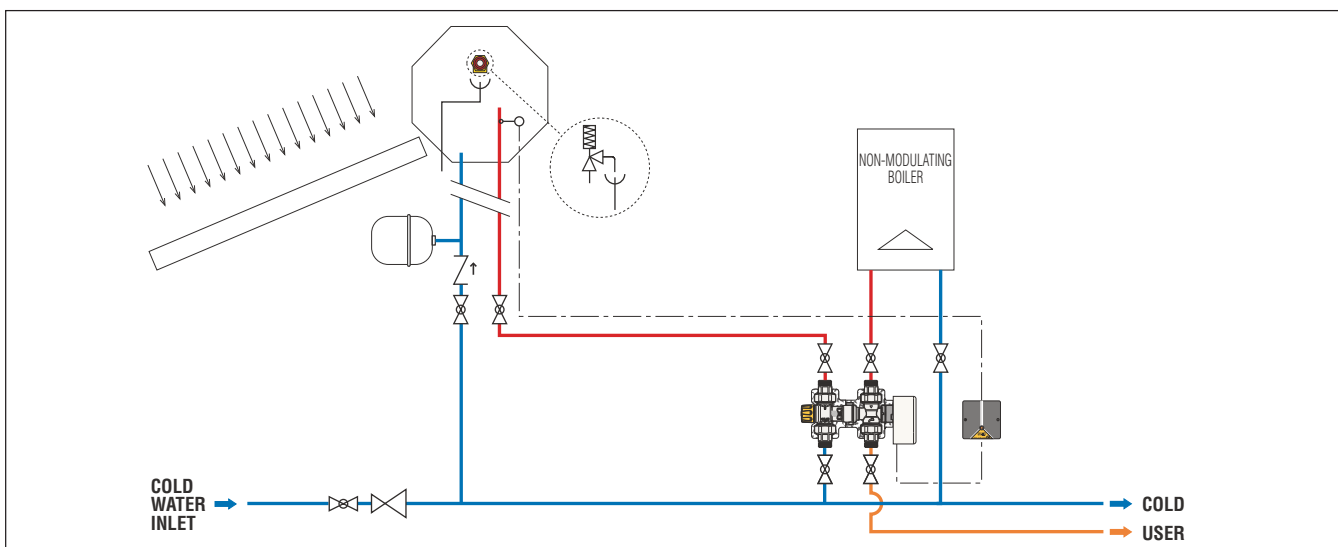 NON-MODULATING
BOILER
COLD
WATER
INLET
COLD
USER